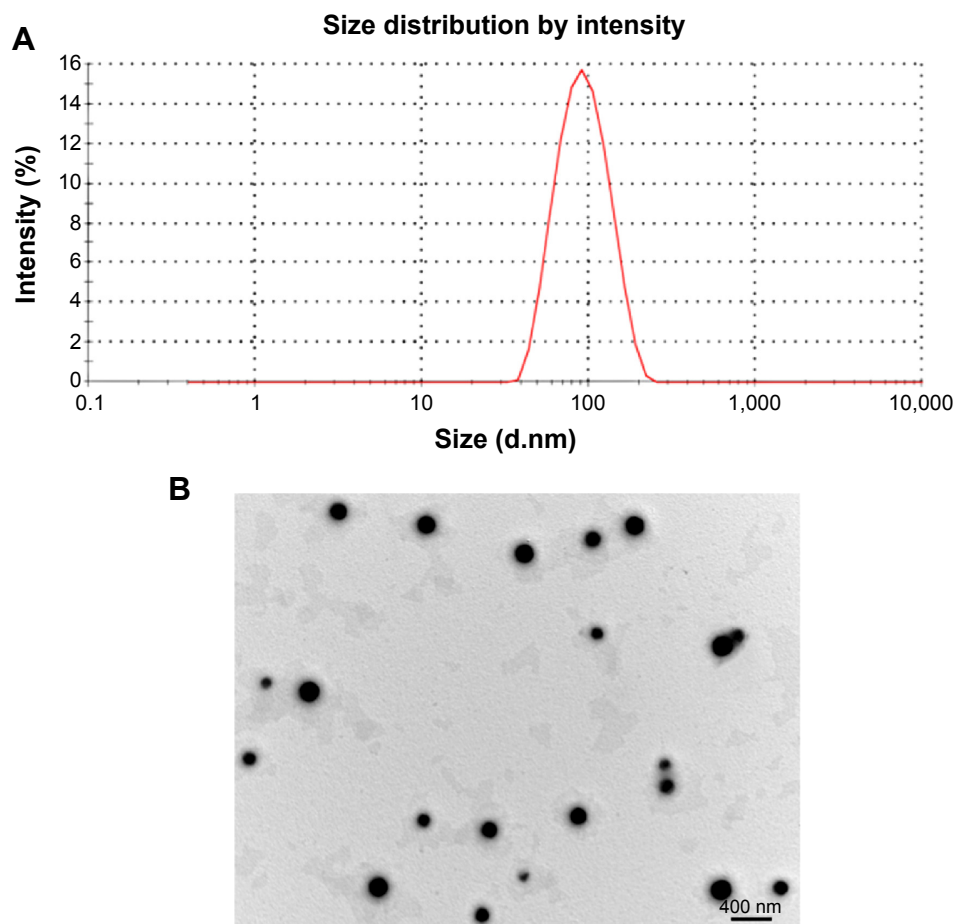 A
Size distribution by intensity
Intensity (%)
16
14
12
10
8
6
4
2
0
0.1 1 10 100 1,000 10,000
Size (d.nm)
B
400 nm